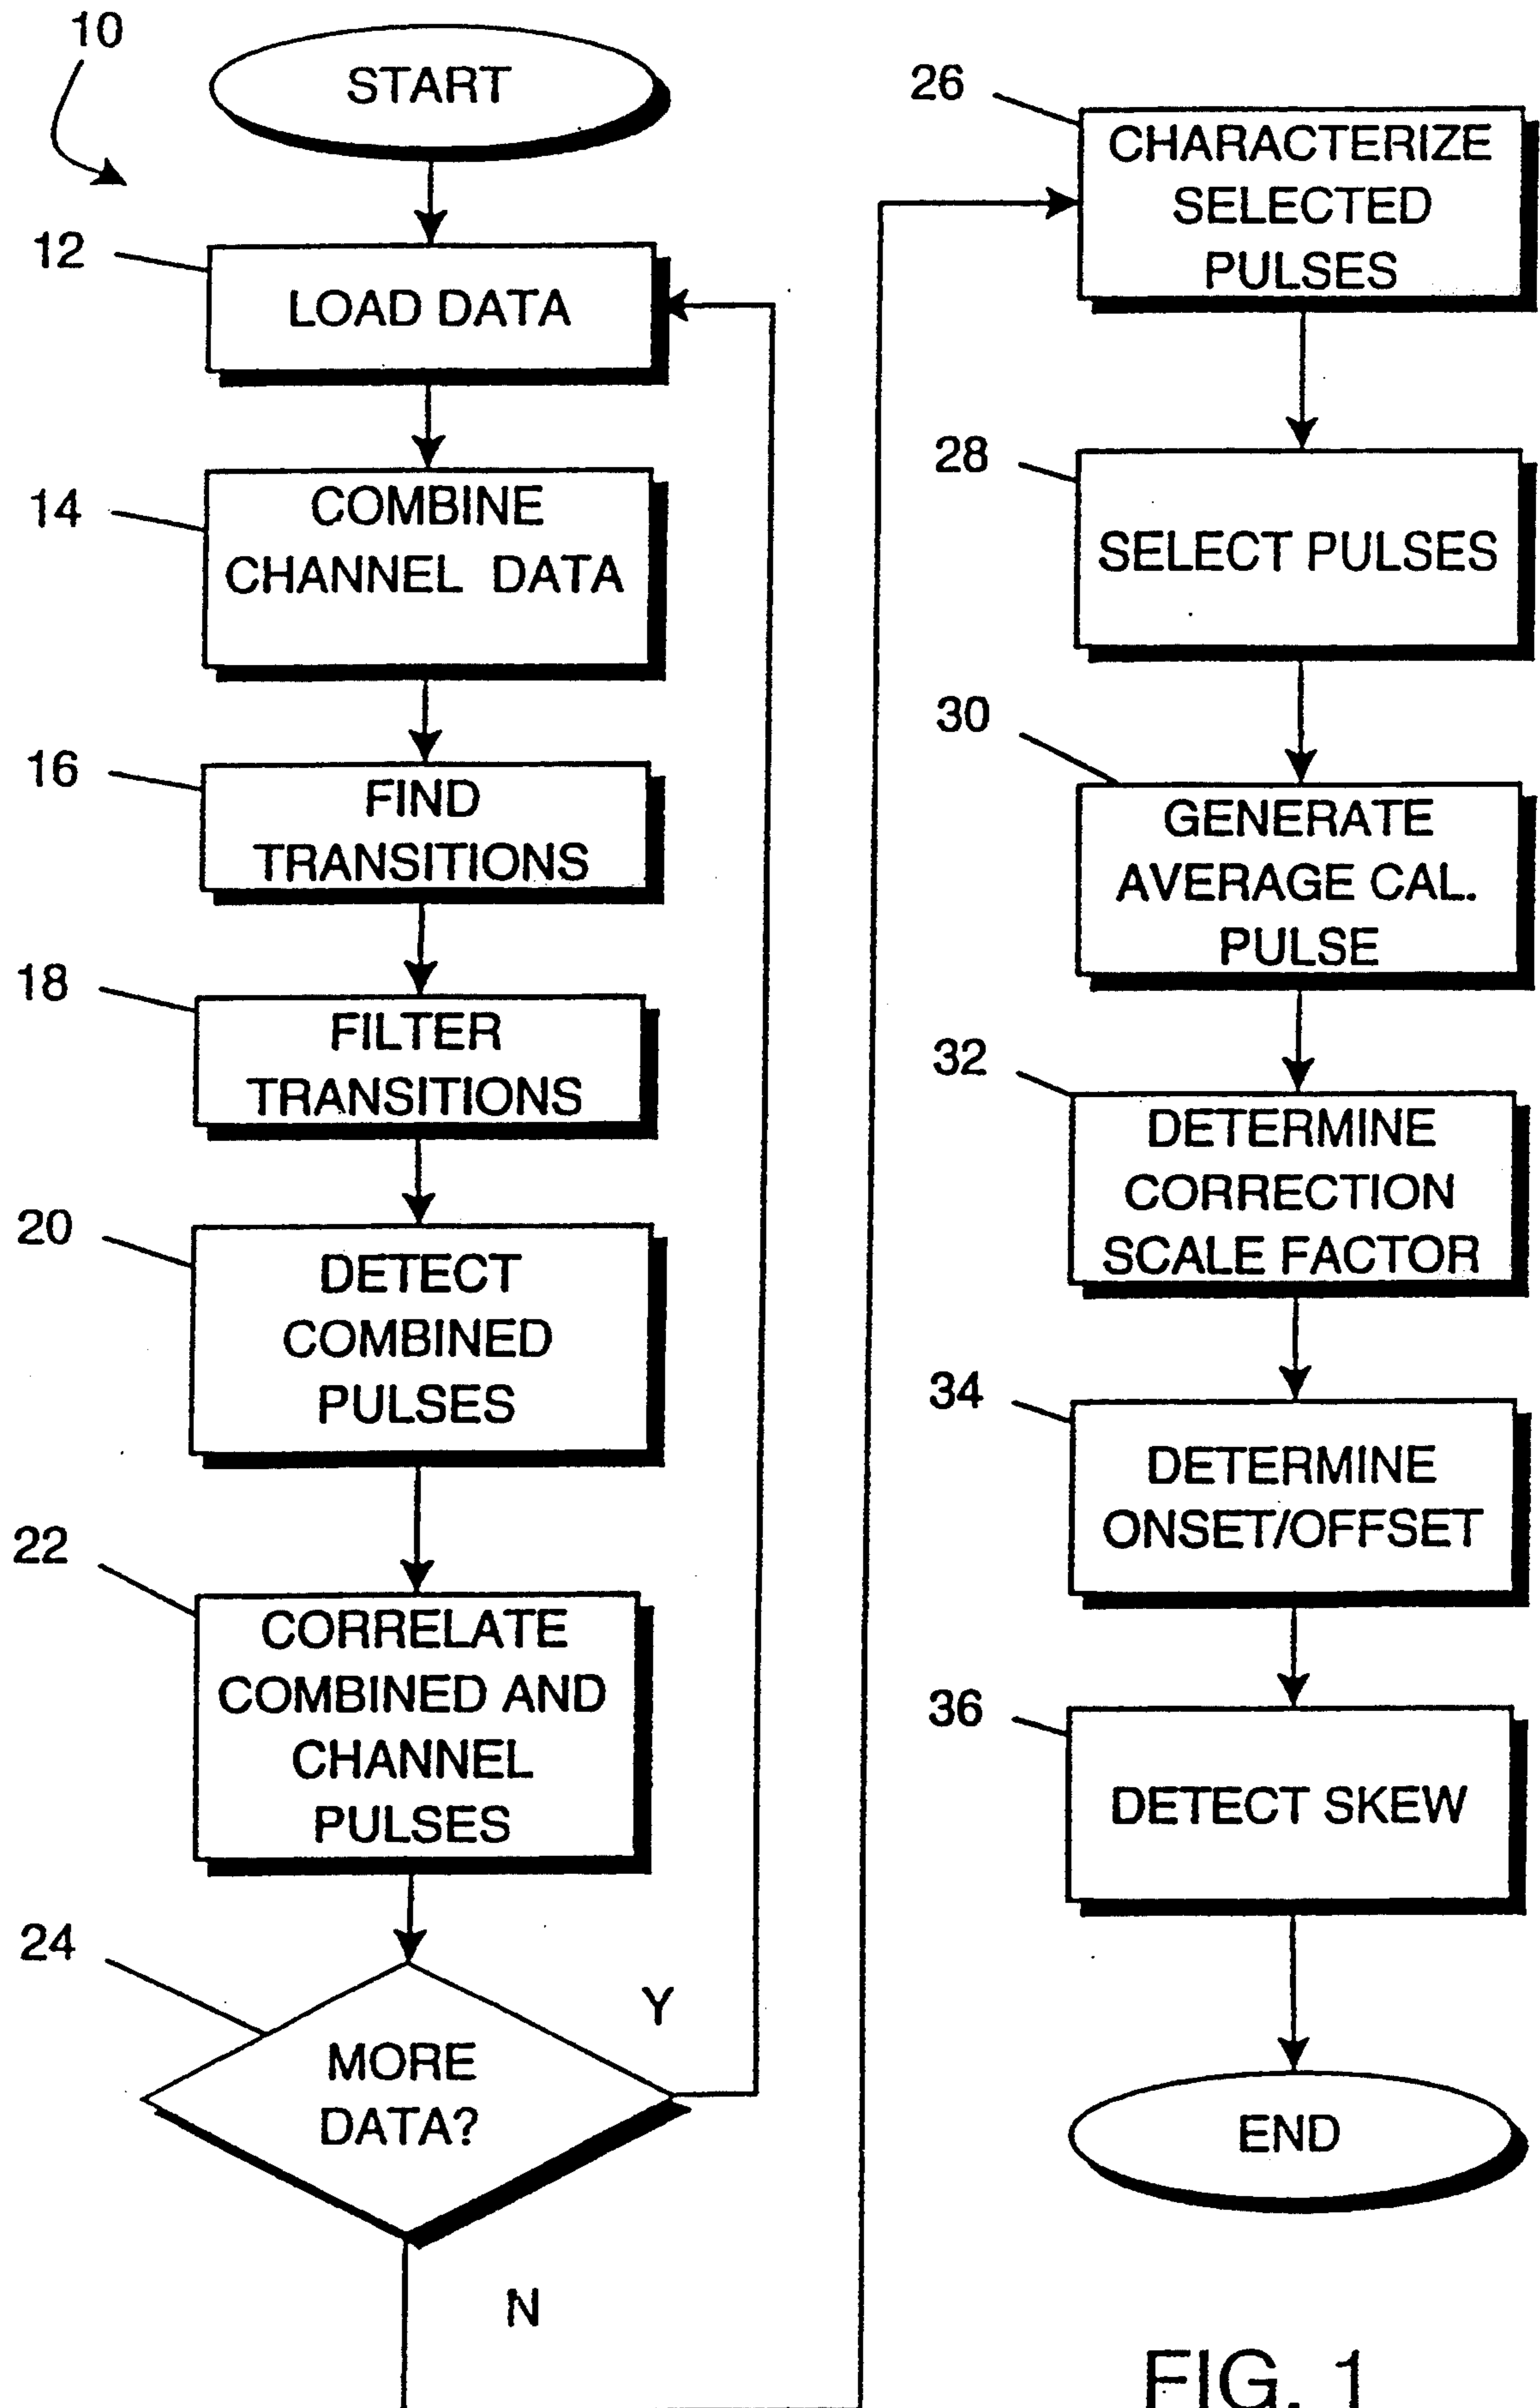 10
START
12
LOAD DATA
14
COMBINE
CHANNEL DATA
16
FIND
TRANSITIONS
18
FILTER
TRANSITIONS
20
DETECT
COMBINED
PULSES
22
CORRELATE
COMBINED AND
CHANNEL
PULSES
24
MORE
DATA?
Y
N
26
CHARACTERIZE
SELECTED
PULSES
28
SELECT PULSES
30
GENERATE
AVERAGE CAL.
PULSE
32
DETERMINE
CORRECTION
SCALE FACTOR
34
DETERMINE
ONSET/OFFSET
36
DETECT SKEW
END
FIG. 1